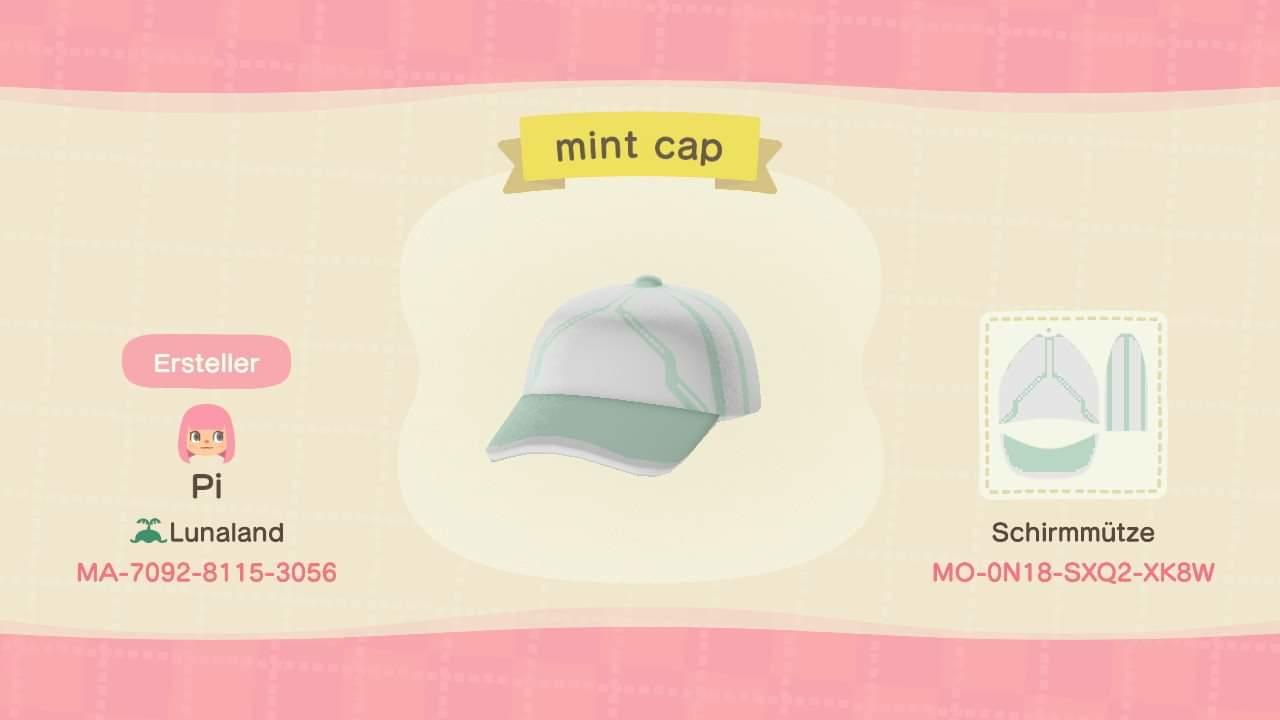 mint cap
Ersteller
Pi
Lunaland
MA-7092-8115-3056
Schirmmütze
MO-0N18-SXQ2-XK8W